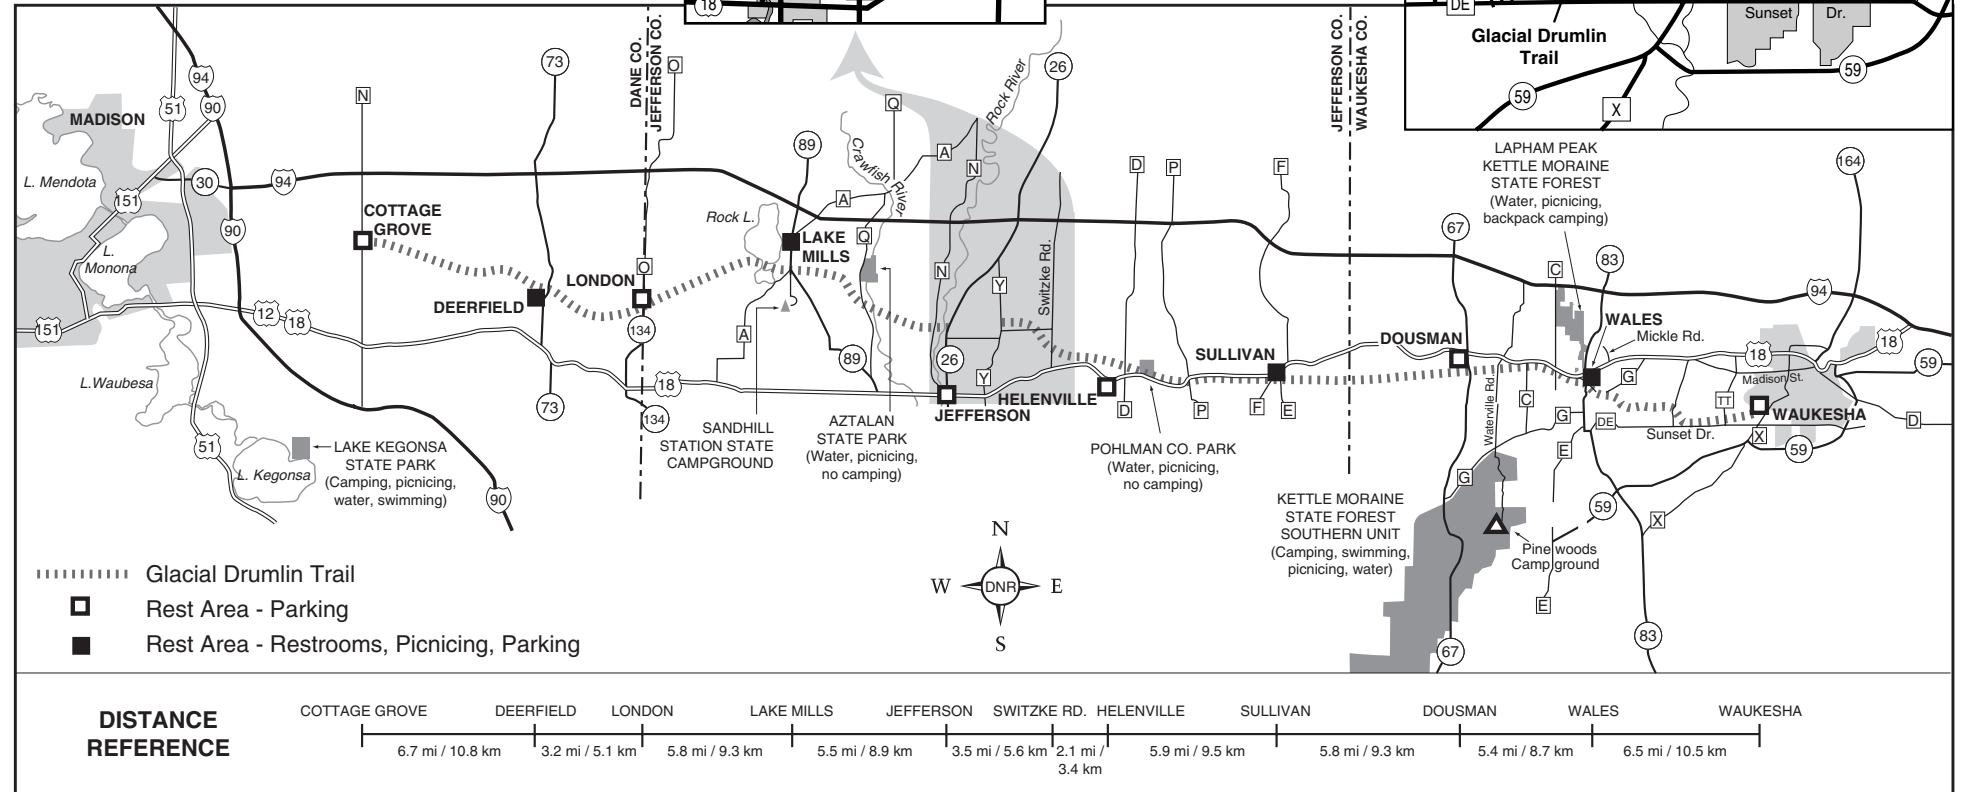 18
DE
Sunset Dr.
Glacial Drumlin
Trail
59
59
X
94
51
90
73
DANE CO.
JEFFERSON CO.
O
26
Rock River
JEFFERSON CO.
WAUKESHA CO.
MADISON
N
Q
Crawfish River
89
A
N
D
P
F
LAPHAM PEAK
KETTLE MORAINE
STATE FOREST
(Water, picnicing,
backpack camping)
164
L. Mendota
151
30
94
A
COTTAGE
GROVE
90
Rock L.
LAKE
MILLS
Q
67
83
L.
Monona
O
LONDON
DEERFIELD
N
Y
Switzke Rd.
C
94
151
12
18
134
A
89
26
WALES
Mickle Rd.
DOUSMAN
SULLIVAN
18
18
59
L.Waubesa
18
Y
HELENVILLE
G
Madison St.
TT
73
134
JEFFERSON
D
P
F
E
Waterville Rd.
C
G
DE
Sunset Dr.
WAUKESHA
X
D
59
51
LAKE KEGONSA
STATE PARK
(Camping, picnicing,
water, swimming)
L. Kegonsa
90
SANDHILL
STATION STATE
CAMPGROUND
AZTALAN
STATE PARK
(Water, picnicing,
no camping)
POHLMAN CO. PARK
(Water, picnicing,
no camping)
G
E
KETTLE MORAINE
STATE FOREST
SOUTHERN UNIT
(Camping, swimming,
picnicing, water)
59
X
Pine woods
Camp ground
E
83
67
N
W
DNR
E
S
Glacial Drumlin Trail
Rest Area - Parking
Rest Area - Restrooms, Picnicing, Parking
DISTANCE
REFERENCE
COTTAGE GROVE DEERFIELD LONDON LAKE MILLS JEFFERSON SWITZKE RD. HELENVILLE SULLIVAN DOUSMAN WALES WAUKESHA
6.7 mi / 10.8 km 3.2 mi / 5.1 km 5.8 mi / 9.3 km 5.5 mi / 8.9 km 3.5 mi / 5.6 km 2.1 mi / 5.9 mi / 9.5 km 5.8 mi / 9.3 km 5.4 mi / 8.7 km 6.5 mi / 10.5 km
3.4 km